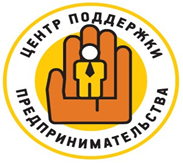 ЦЕНТР ПОДДЕРЖКИ
ПРЕДПРИНИМАТЕЛЬСТВА